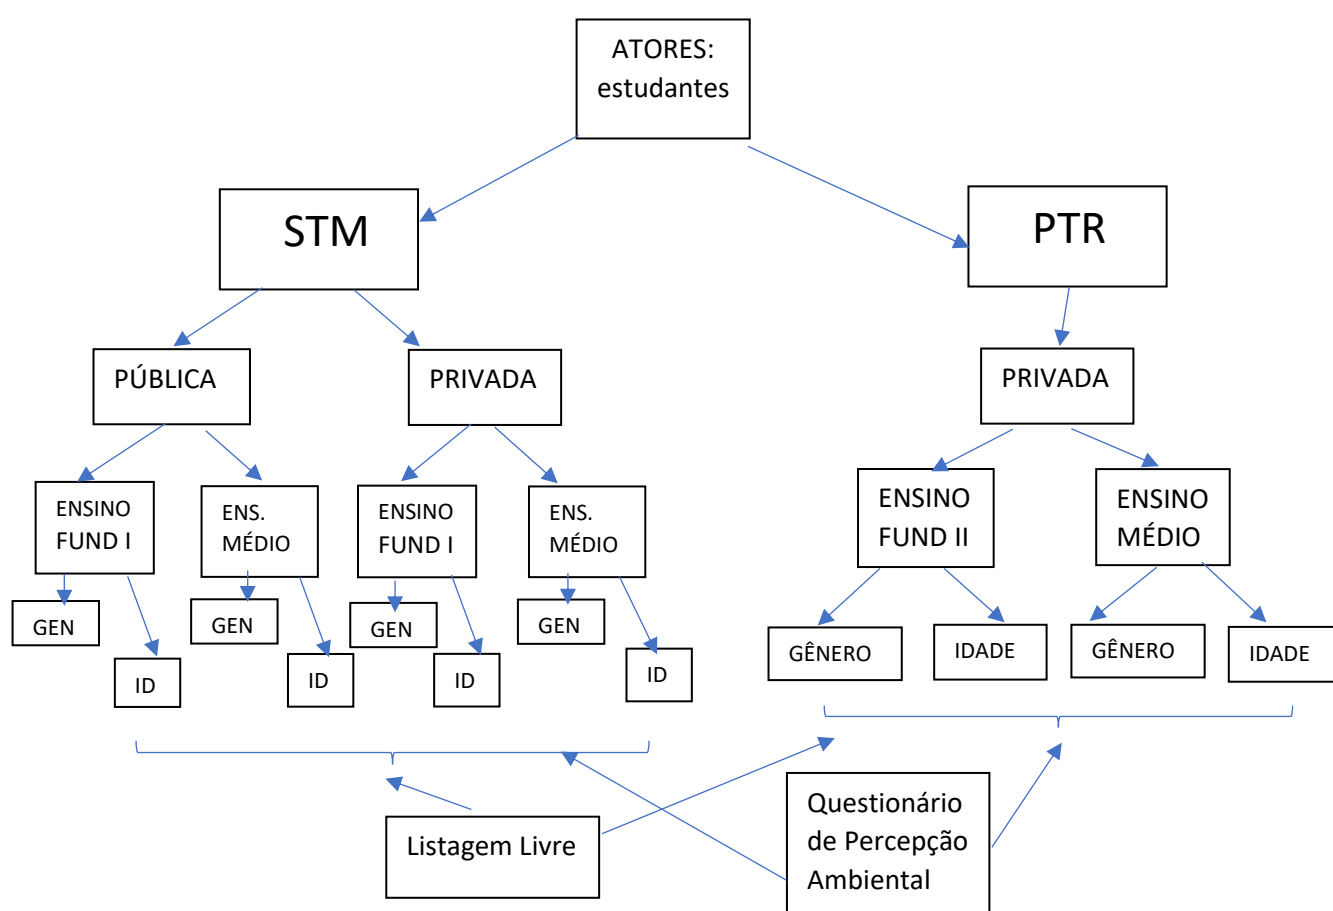 ATORES:
estudantes
STM
PTR
PÚBLICA
PRIVADA
PRIVADA
ENSINO
FUND I
ENS.
MÉDIO
ENSINO
FUND I
ENS.
MÉDIO
ENSINO
FUND II
ENSINO
MÉDIO
GEN
GEN
GEN
GEN
GÊNERO
IDADE
GÊNERO
IDADE
ID
ID
ID
ID
Listagem Livre
Questionário
de Percepção
Ambiental